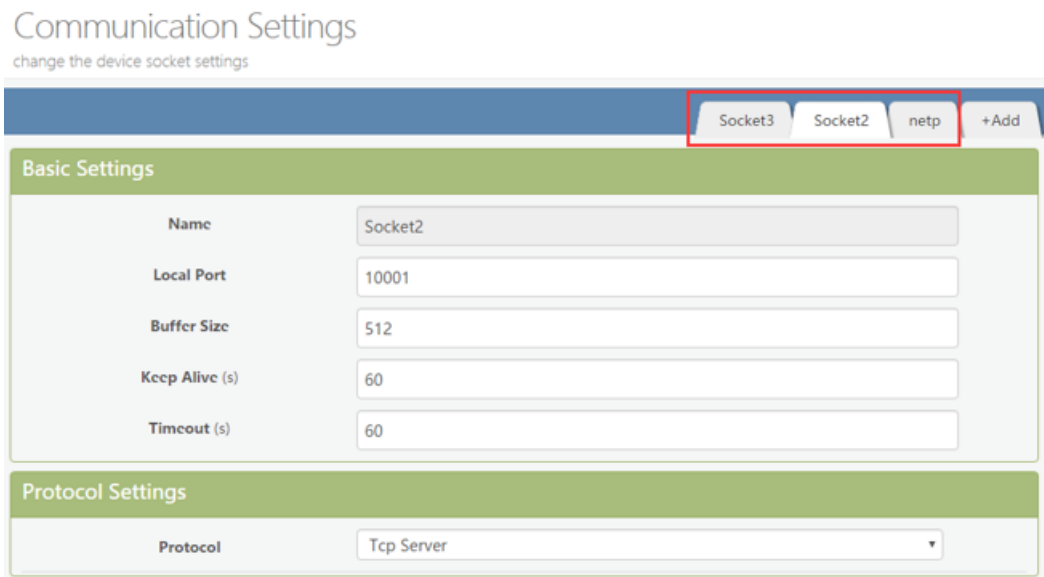 Communication Settings
change the device socket settings
Socket3 Socket2 netp +Add
Basic Settings
Name Socket2
Local Port 10001
Buffer Size 512
Keep Alive (s) 60
Timeout (s) 60
Protocol Settings
Protocol Tcp Server